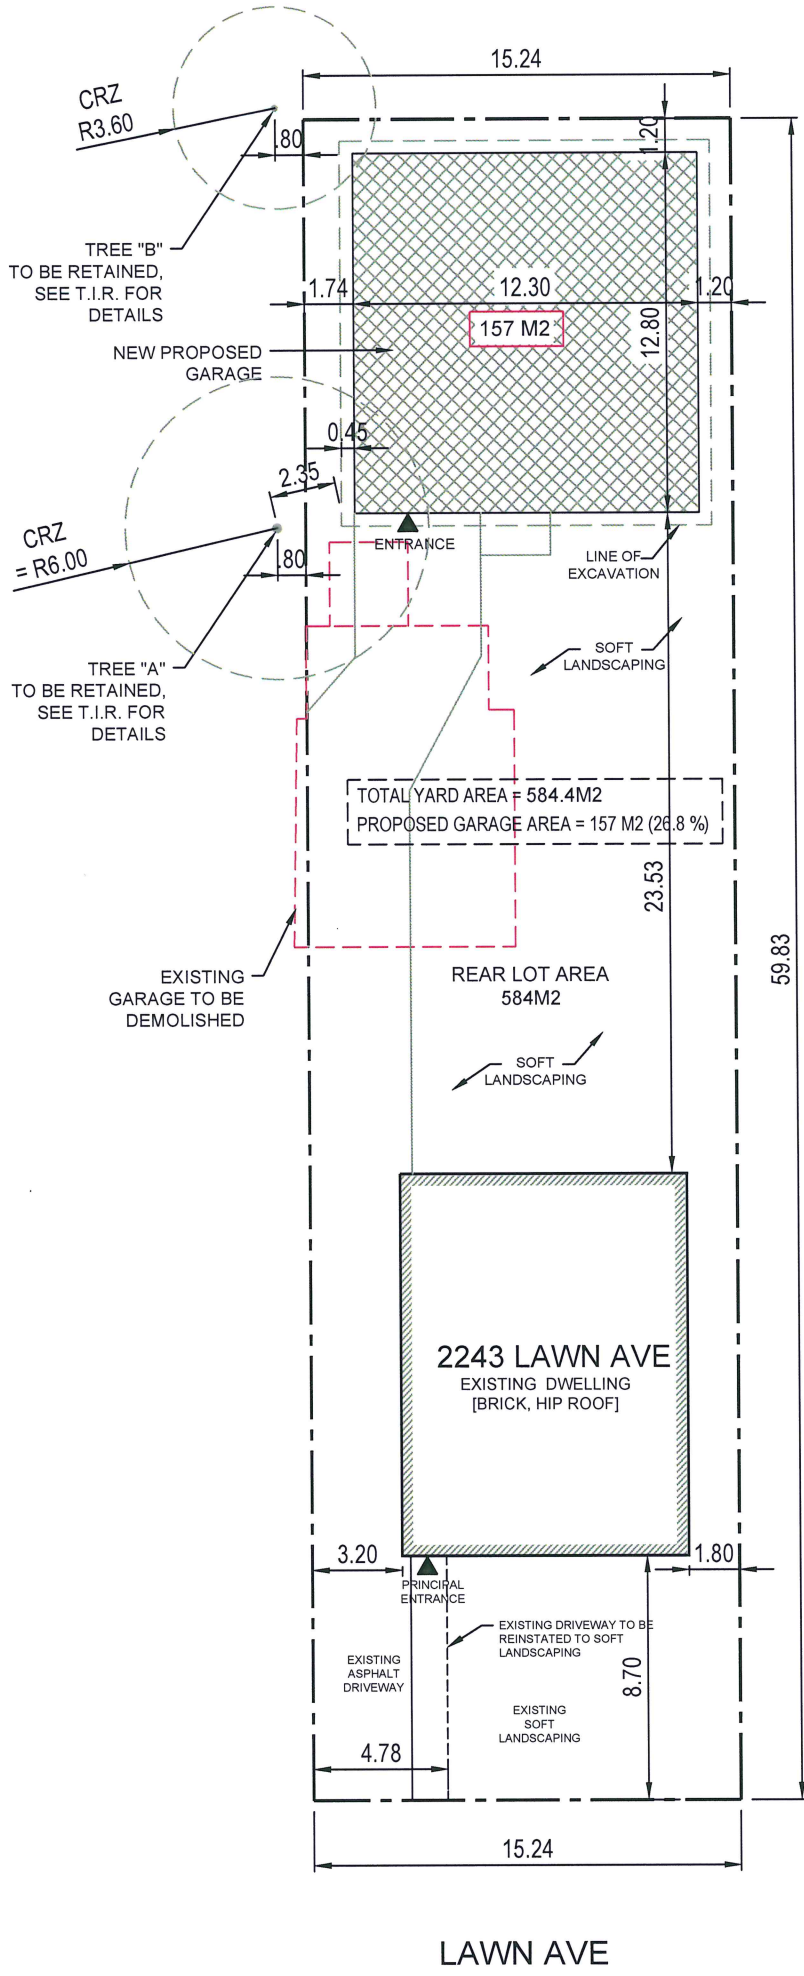 15.24
CRZ
R3.60
.80
1.20
TREE "B"
TO BE RETAINED,
SEE T.I.R. FOR
DETAILS
1.74
12.30
1.20
157 M2
12.80
NEW PROPOSED
GARAGE
0.45
2.35
CRZ
= R6.00
.80
ENTRANCE
LINE OF
EXCAVATION
TREE "A"
TO BE RETAINED,
SEE T.I.R. FOR
DETAILS
SOFT
LANDSCAPING
TOTAL YARD AREA = 584.4M2
PROPOSED GARAGE AREA = 157 M2 (26.8 %)
23.53
59.83
EXISTING
GARAGE TO BE
DEMOLISHED
REAR LOT AREA
584M2
SOFT
LANDSCAPING
2243 LAWN AVE
EXISTING DWELLING
[BRICK, HIP ROOF]
3.20
1.80
PRINCIPAL
ENTRANCE
EXISTING DRIVEWAY TO BE
REINSTATED TO SOFT
LANDSCAPING
EXISTING
ASPHALT
DRIVEWAY
8.70
EXISTING
SOFT
LANDSCAPING
4.78
15.24
LAWN AVE